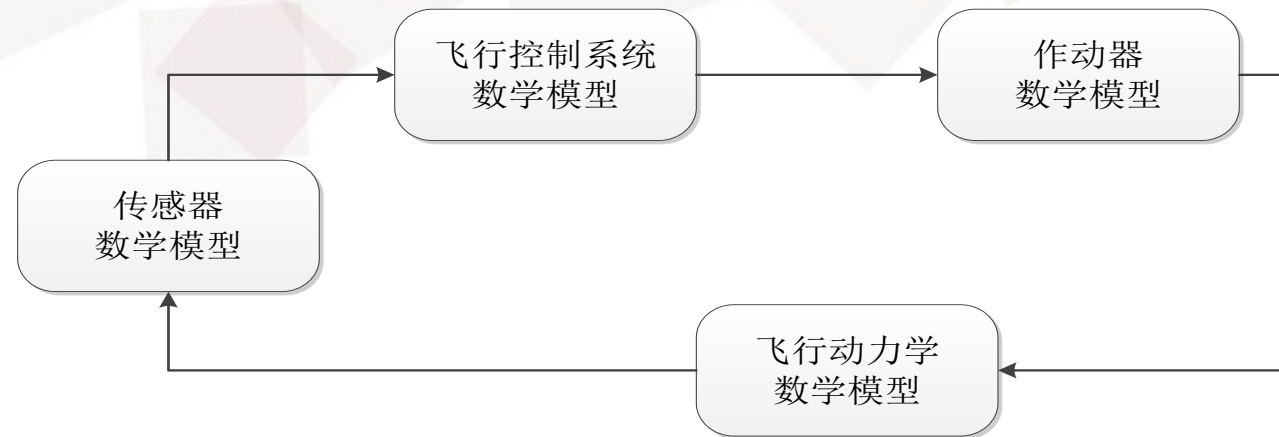 飞行控制系统
数学模型
作动器
数学模型
传感器
数学模型
飞行动力学
数学模型